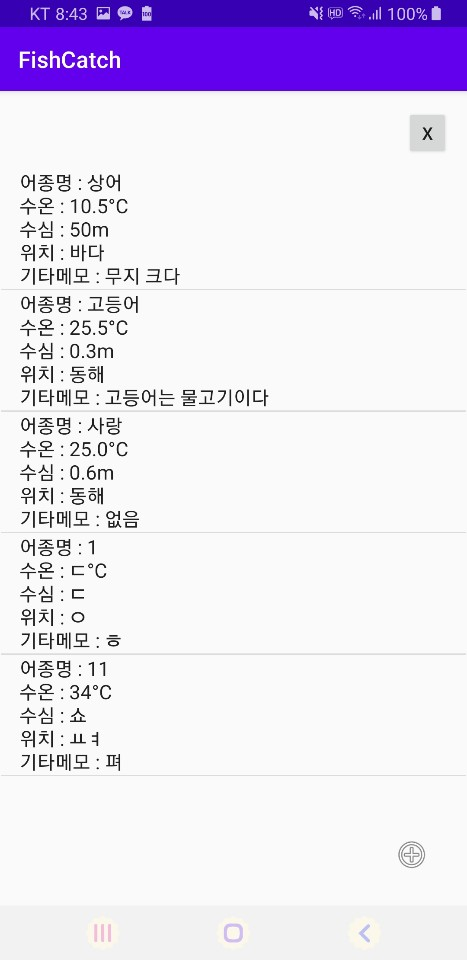 KT 8:43 100%
FishCatch
X
어종명 : 상어
수온 : 10.5°C
수심 : 50m
위치 : 바다
기타메모 : 무지 크다
어종명 : 고등어
수온 : 25.5°C
수심 : 0.3m
위치 : 동해
기타메모 : 고등어는 물고기이다
어종명 : 사랑
수온 : 25.0°C
수심 : 0.6m
위치 : 동해
기타메모 : 없음
어종명 : 1
수온 : ㄷ°C
수심 : ㄷ
위치 : ㅇ
기타메모 : ㅎ
어종명 : 11
수온 : 34°C
수심 : 쇼
위치 : ㅛㅕ
기타메모 : 펴